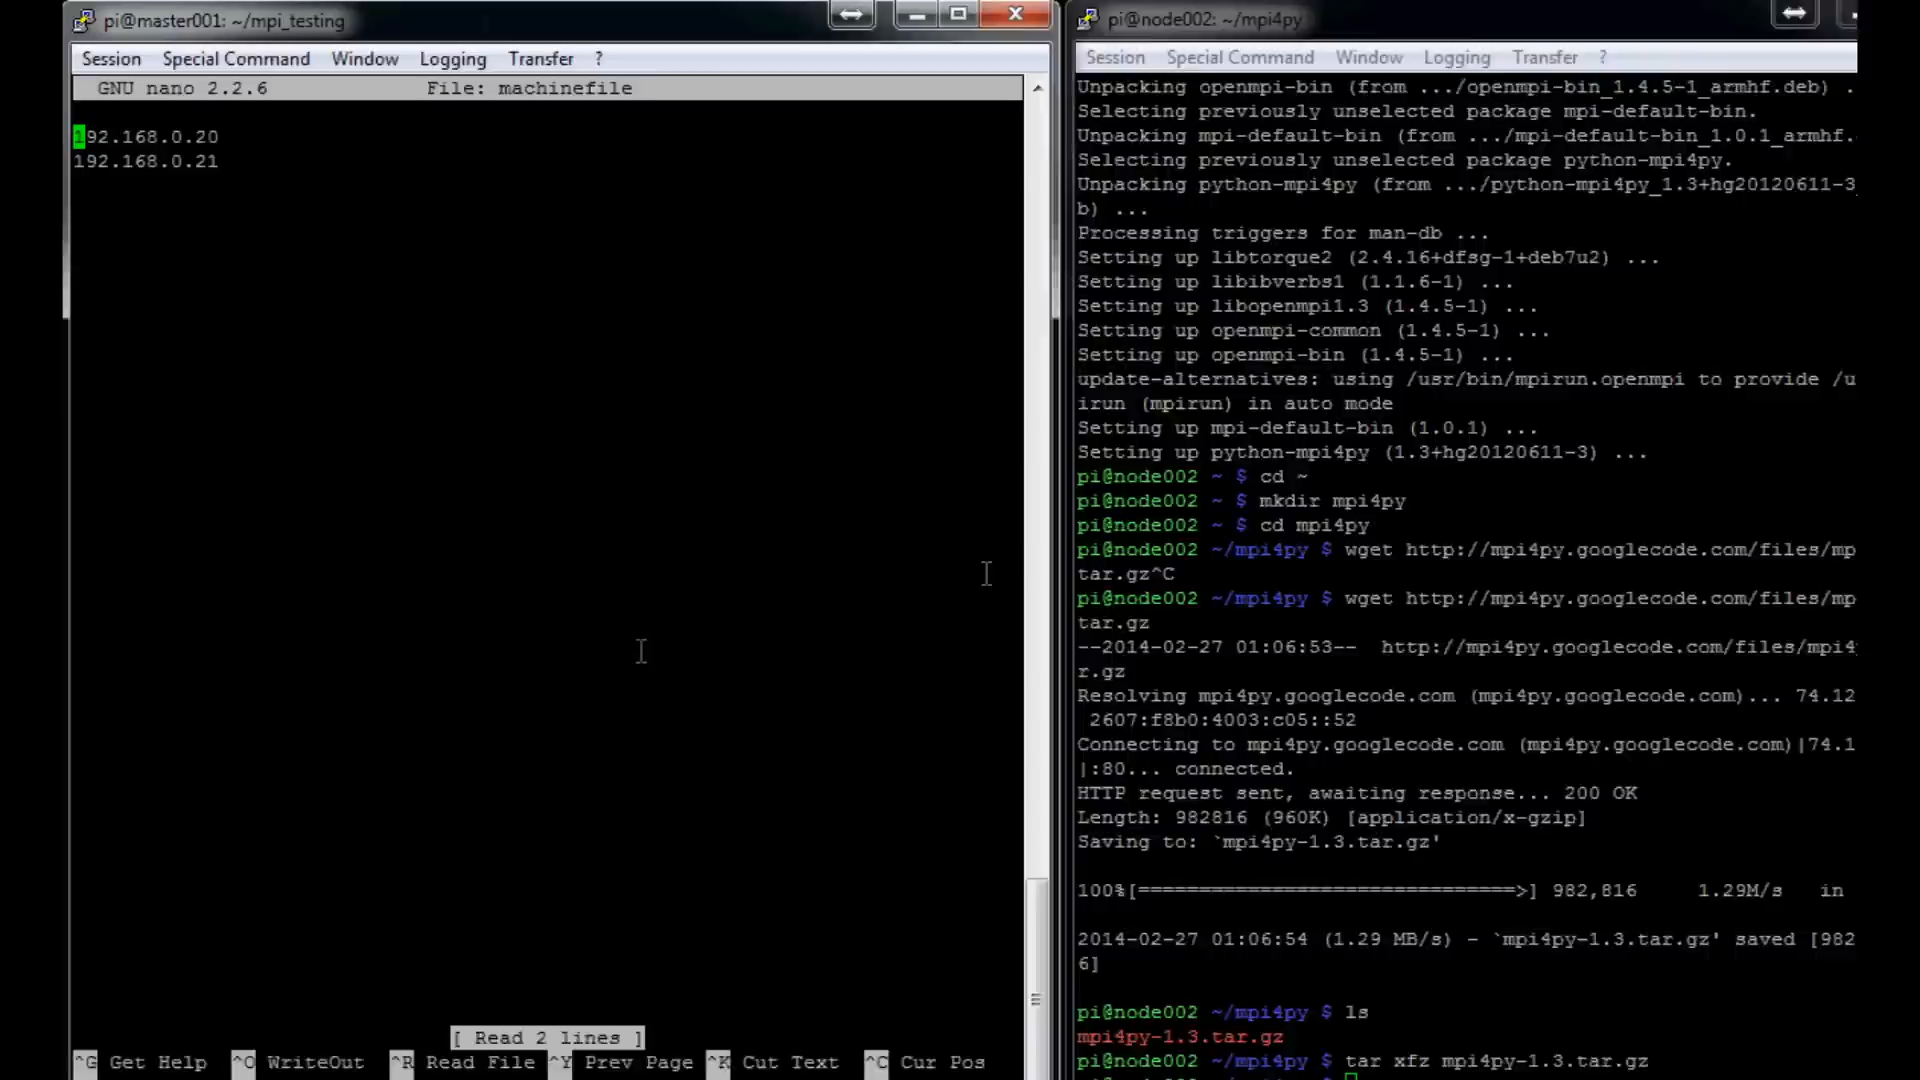 pi@master001: ~/mpi_testing
Session Special Command Window Logging Transfer ?
GNU nano 2.2.6 File: machinefile
192.168.0.20
192.168.0.21
[ Read 2 lines ]
^G Get Help ^O WriteOut ^R Read File ^Y Prev Page ^K Cut Text ^C Cur Pos
pi@node002: ~/mpi4py
Session Special Command Window Logging Transfer ?
Unpacking openmpi-bin (from .../openmpi-bin_1.4.5-1_armhf.deb) .
Selecting previously unselected package mpi-default-bin.
Unpacking mpi-default-bin (from .../mpi-default-bin_1.0.1_armhf.
Selecting previously unselected package python-mpi4py.
Unpacking python-mpi4py (from .../python-mpi4py_1.3+hg20120611-3
b) ...
Processing triggers for man-db ...
Setting up libtorque2 (2.4.16+dfsg-1+deb7u2) ...
Setting up libibverbs1 (1.1.6-1) ...
Setting up libopenmpi1.3 (1.4.5-1) ...
Setting up openmpi-common (1.4.5-1) ...
Setting up openmpi-bin (1.4.5-1) ...
update-alternatives: using /usr/bin/mpirun.openmpi to provide /u
irun (mpirun) in auto mode
Setting up mpi-default-bin (1.0.1) ...
Setting up python-mpi4py (1.3+hg20120611-3) ...
pi@node002 ~ $ cd ~
pi@node002 ~ $ mkdir mpi4py
pi@node002 ~ $ cd mpi4py
pi@node002 ~/mpi4py $ wget http://mpi4py.googlecode.com/files/mp
tar.gz^C
pi@node002 ~/mpi4py $ wget http://mpi4py.googlecode.com/files/mp
tar.gz
--2014-02-27 01:06:53-- http://mpi4py.googlecode.com/files/mpi4
r.gz
Resolving mpi4py.googlecode.com (mpi4py.googlecode.com)... 74.12
2607:f8b0:4003:c05::52
Connecting to mpi4py.googlecode.com (mpi4py.googlecode.com)|74.1
|:80... connected.
HTTP request sent, awaiting response... 200 OK
Length: 982816 (960K) [application/x-gzip]
Saving to: `mpi4py-1.3.tar.gz'
100%[===============================>] 982,816 1.29M/s in
2014-02-27 01:06:54 (1.29 MB/s) - `mpi4py-1.3.tar.gz' saved [982
6]
pi@node002 ~/mpi4py $ ls
mpi4py-1.3.tar.gz
pi@node002 ~/mpi4py $ tar xfz mpi4py-1.3.tar.gz